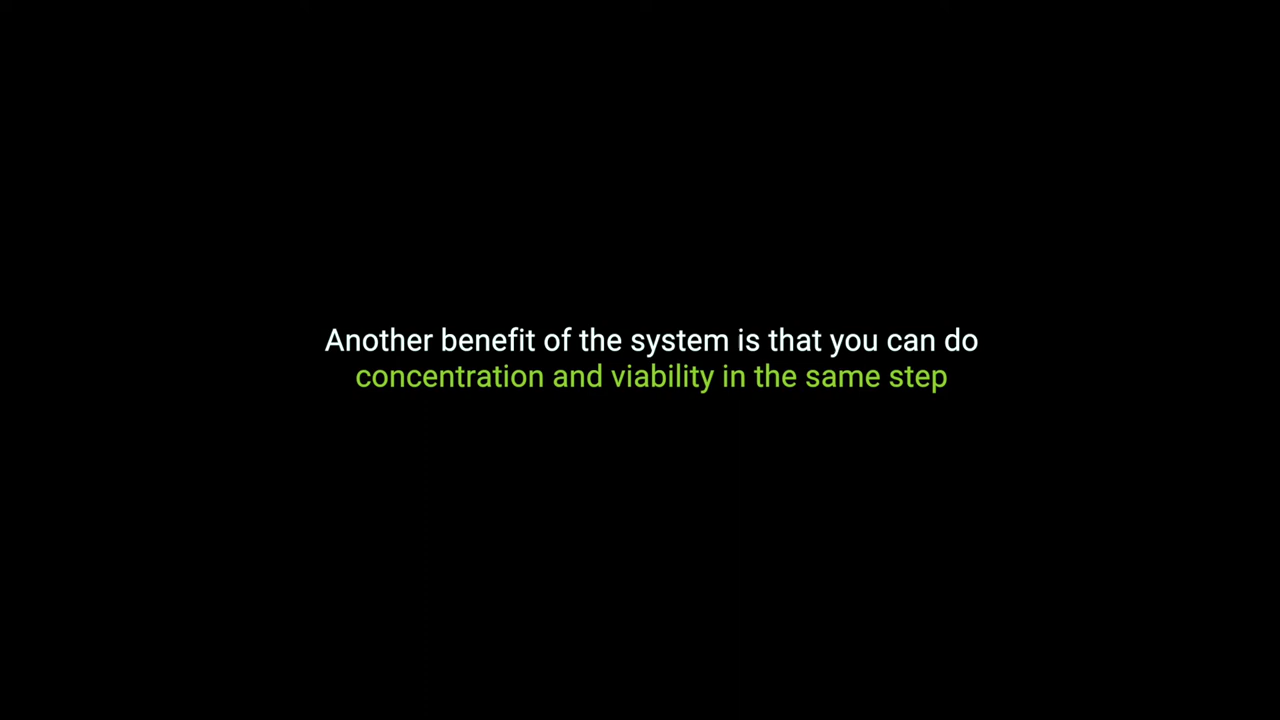 Another benefit of the system is that you can do
concentration and viability in the same step